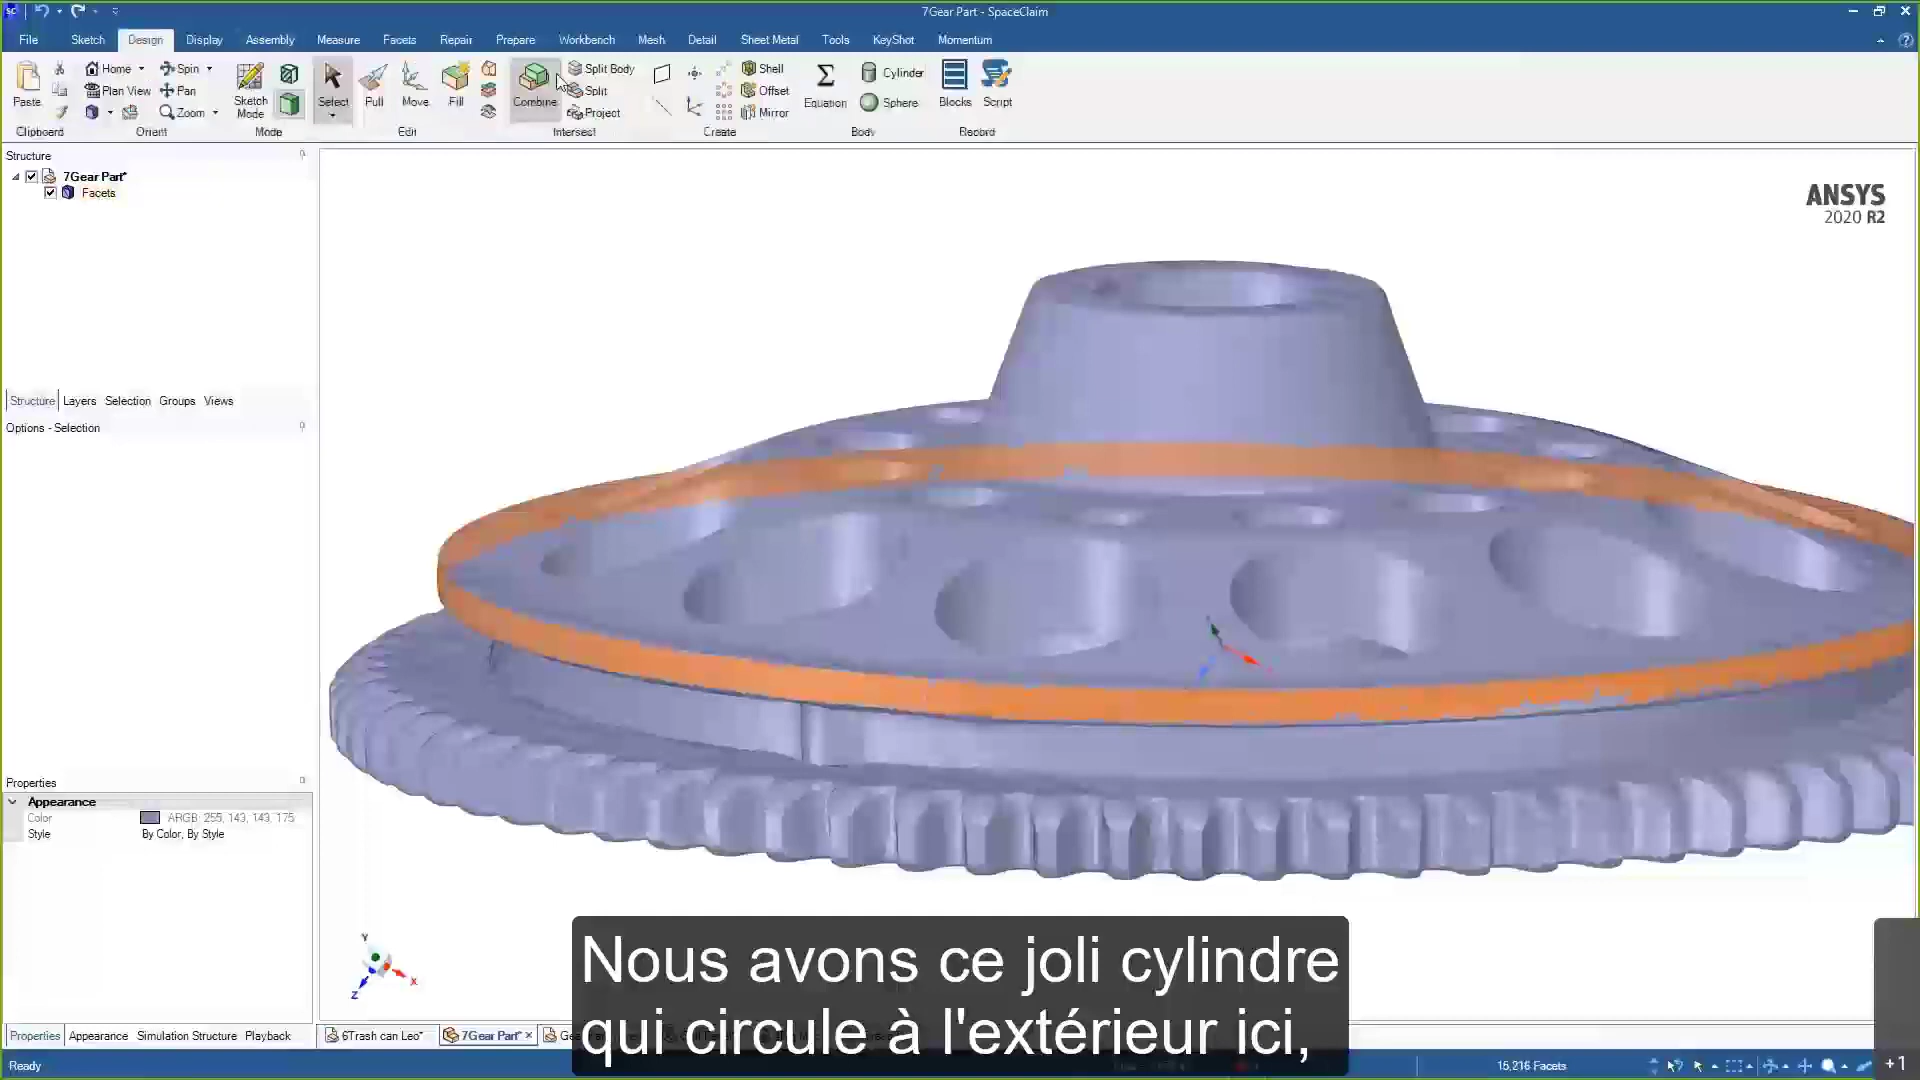 7Gear Part - SpaceClaim
File Sketch Design Display Assembly Measure Facets Repair Prepare Workbench Mesh Detail Sheet Metal Tools KeyShot Momentum
Paste
Clipboard
Home Spin
Plan View Pan
Zoom
Orient
Sketch Mode
Mode
Select Pull Move Fill
Edit
Combine
Split Body
Split
Project
Intersect
Shell
Offset
Mirror
Create
Equation
Cylinder
Sphere
Body
Blocks Script
Record
Structure
7Gear Part*
Facets
Structure Layers Selection Groups Views
Options - Selection
Properties
Appearance
Color ARGB: 255, 143, 143, 175
Style By Color, By Style
Properties Appearance Simulation Structure Playback
ANSYS
2020 R2
Y
X
Z
6Trash can Leo* 7Gear Part*
Nous avons ce joli cylindre
qui circule à l'extérieur ici,
Ready
15,216 Facets
+1